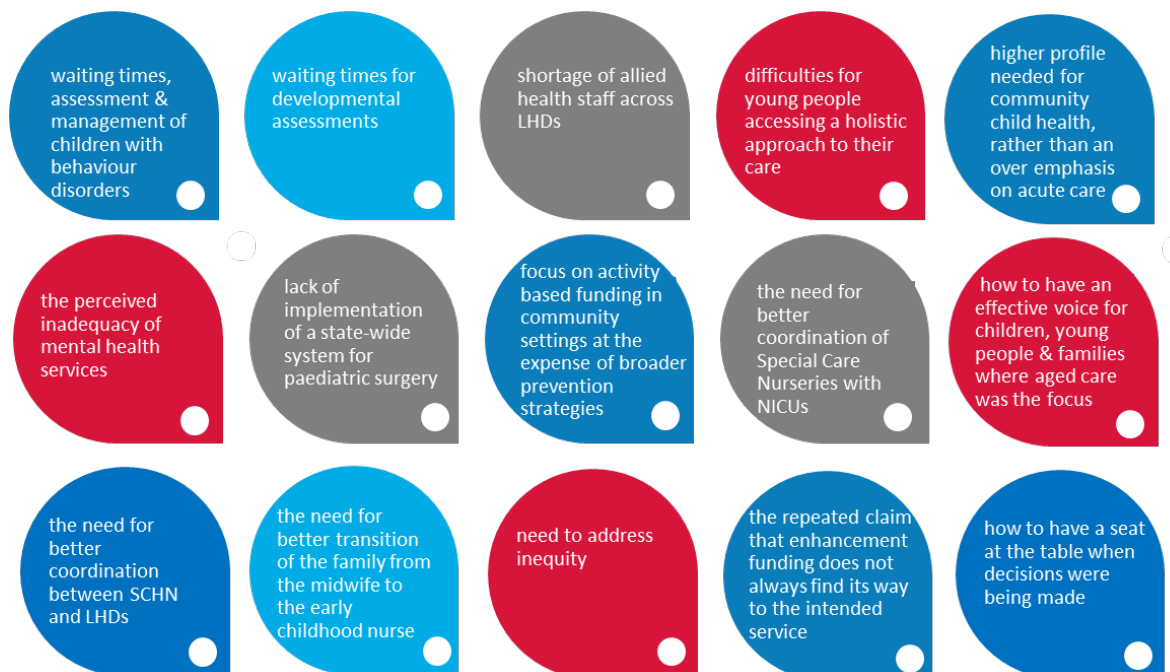 waiting times,
assessment &
management of
children with
behaviour
disorders
waiting times for
developmental
assessments
shortage of allied
health staff across
LHDs
difficulties for
young people
accessing a holistic
approach to their
care
higher profile
needed for
community
child health,
rather than an
over emphasis
on acute care
the perceived
inadequacy of
mental health
services
lack of
implementation
of a state-wide
system for
paediatric surgery
focus on activity
based funding in
community
settings at the
expense of broader
prevention
strategies
the need for
better
coordination of
Special Care
Nurseries with
NICUs
how to have an
effective voice for
children, young
people & families
where aged care
was the focus
the need for
better
coordination
between SCHN
and LHDs
the need for
better transition
of the family from
the midwife to
the early
childhood nurse
need to address
inequity
the repeated claim
that enhancement
funding does not
always find its way
to the intended
service
how to have a seat
at the table when
decisions were
being made